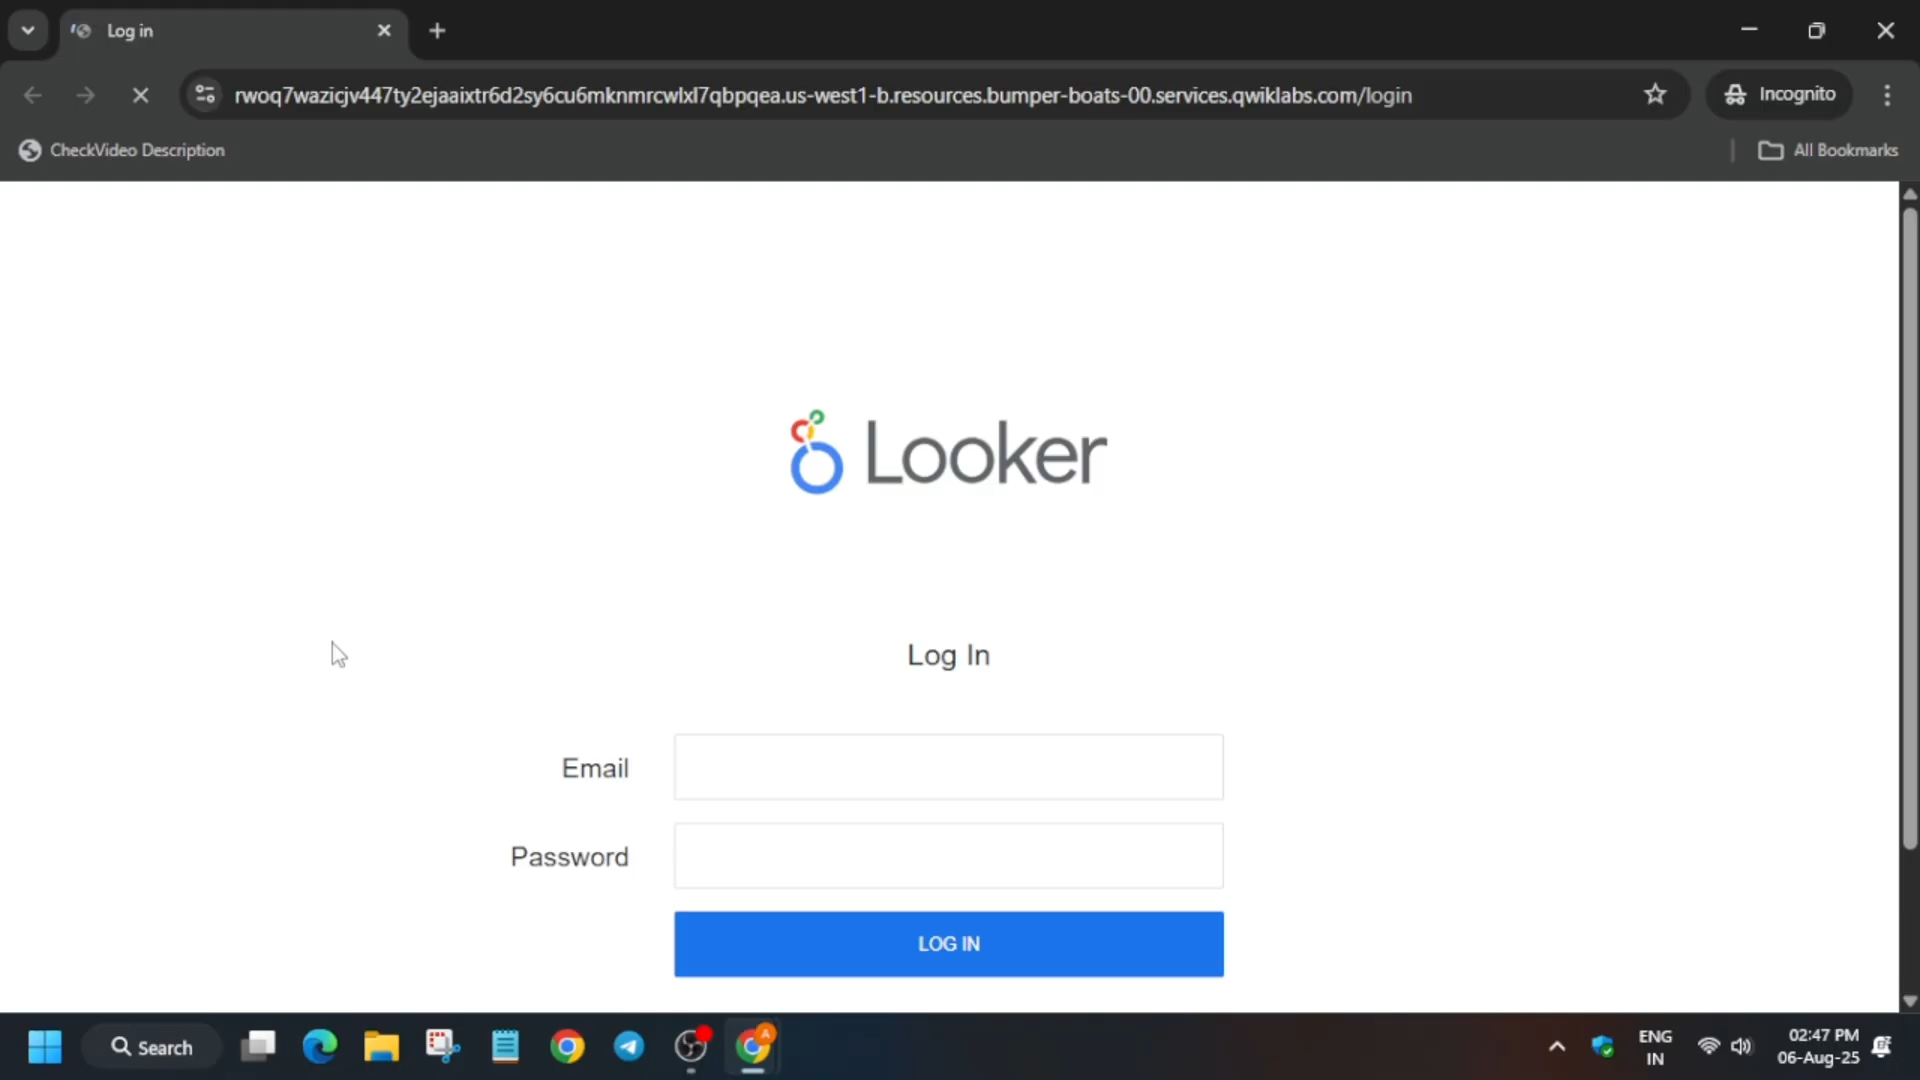 Log in
rwoq7wazicjv447ty2ejaaixtr6d2sy6cu6mknmrcwlxl7qbpqea.us-west1-b.resources.bumper-boats-00.services.qwiklabs.com/login
Incognito
CheckVideo Description
All Bookmarks
Looker
Log In
Email
Password
LOG IN
Search
A
ENG
IN
02:47 PM
06-Aug-25